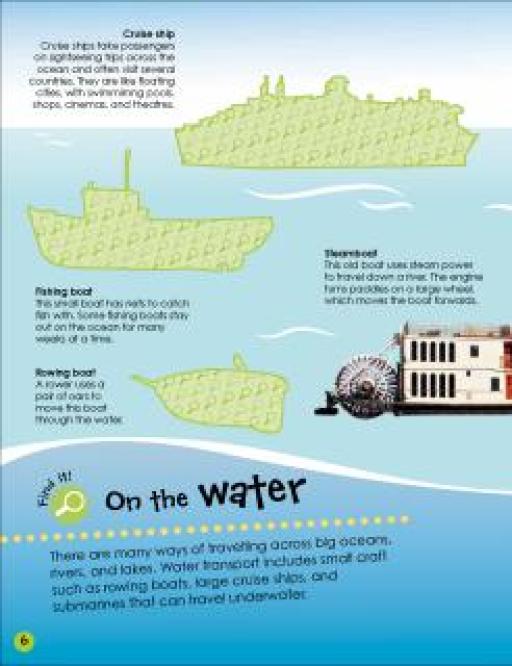 Cruise ship
Cruise ships take passengers
on sightseeing trips across the
ocean and often visit several
countries. They are like floating
cities, with swimming pools,
shops, cinemas, and theatres.
Steamboat
This old boat uses steam power
to travel down a river. The engine
turns paddles on a large wheel,
which moves the boat forwards.
Fishing boat
This small boat has nets to catch
fish with. Some fishing boats stay
out on the ocean for many
weeks at a time.
Rowing boat
A rower uses a
pair of oars to
move this boat
through the water.
Find it!
On the water
There are many ways of travelling across big oceans,
rivers, and lakes. Water transport includes small craft
such as rowing boats, large cruise ships, and
submarines that can travel underwater.
6